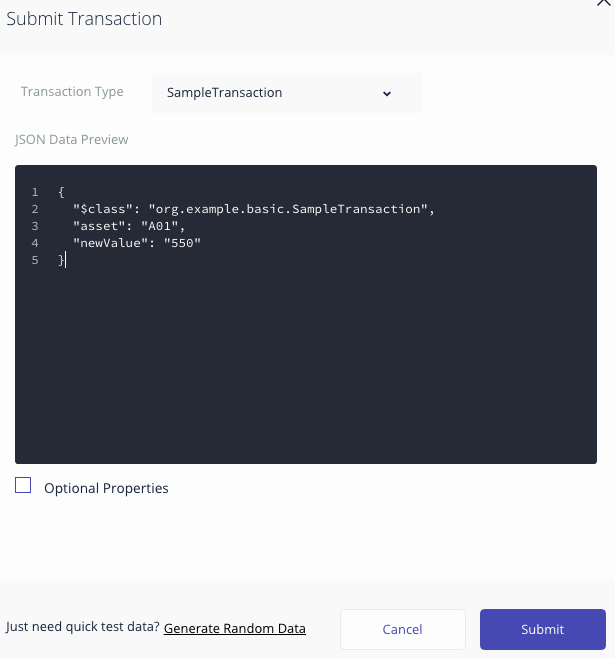 Submit Transaction
Transaction Type SampleTransaction
JSON Data Preview
1 {
2 "$class": "org.example.basic.SampleTransaction",
3 "asset": "A01",
4 "newValue": "550"
5 }
Optional Properties
Just need quick test data? Generate Random Data Cancel Submit